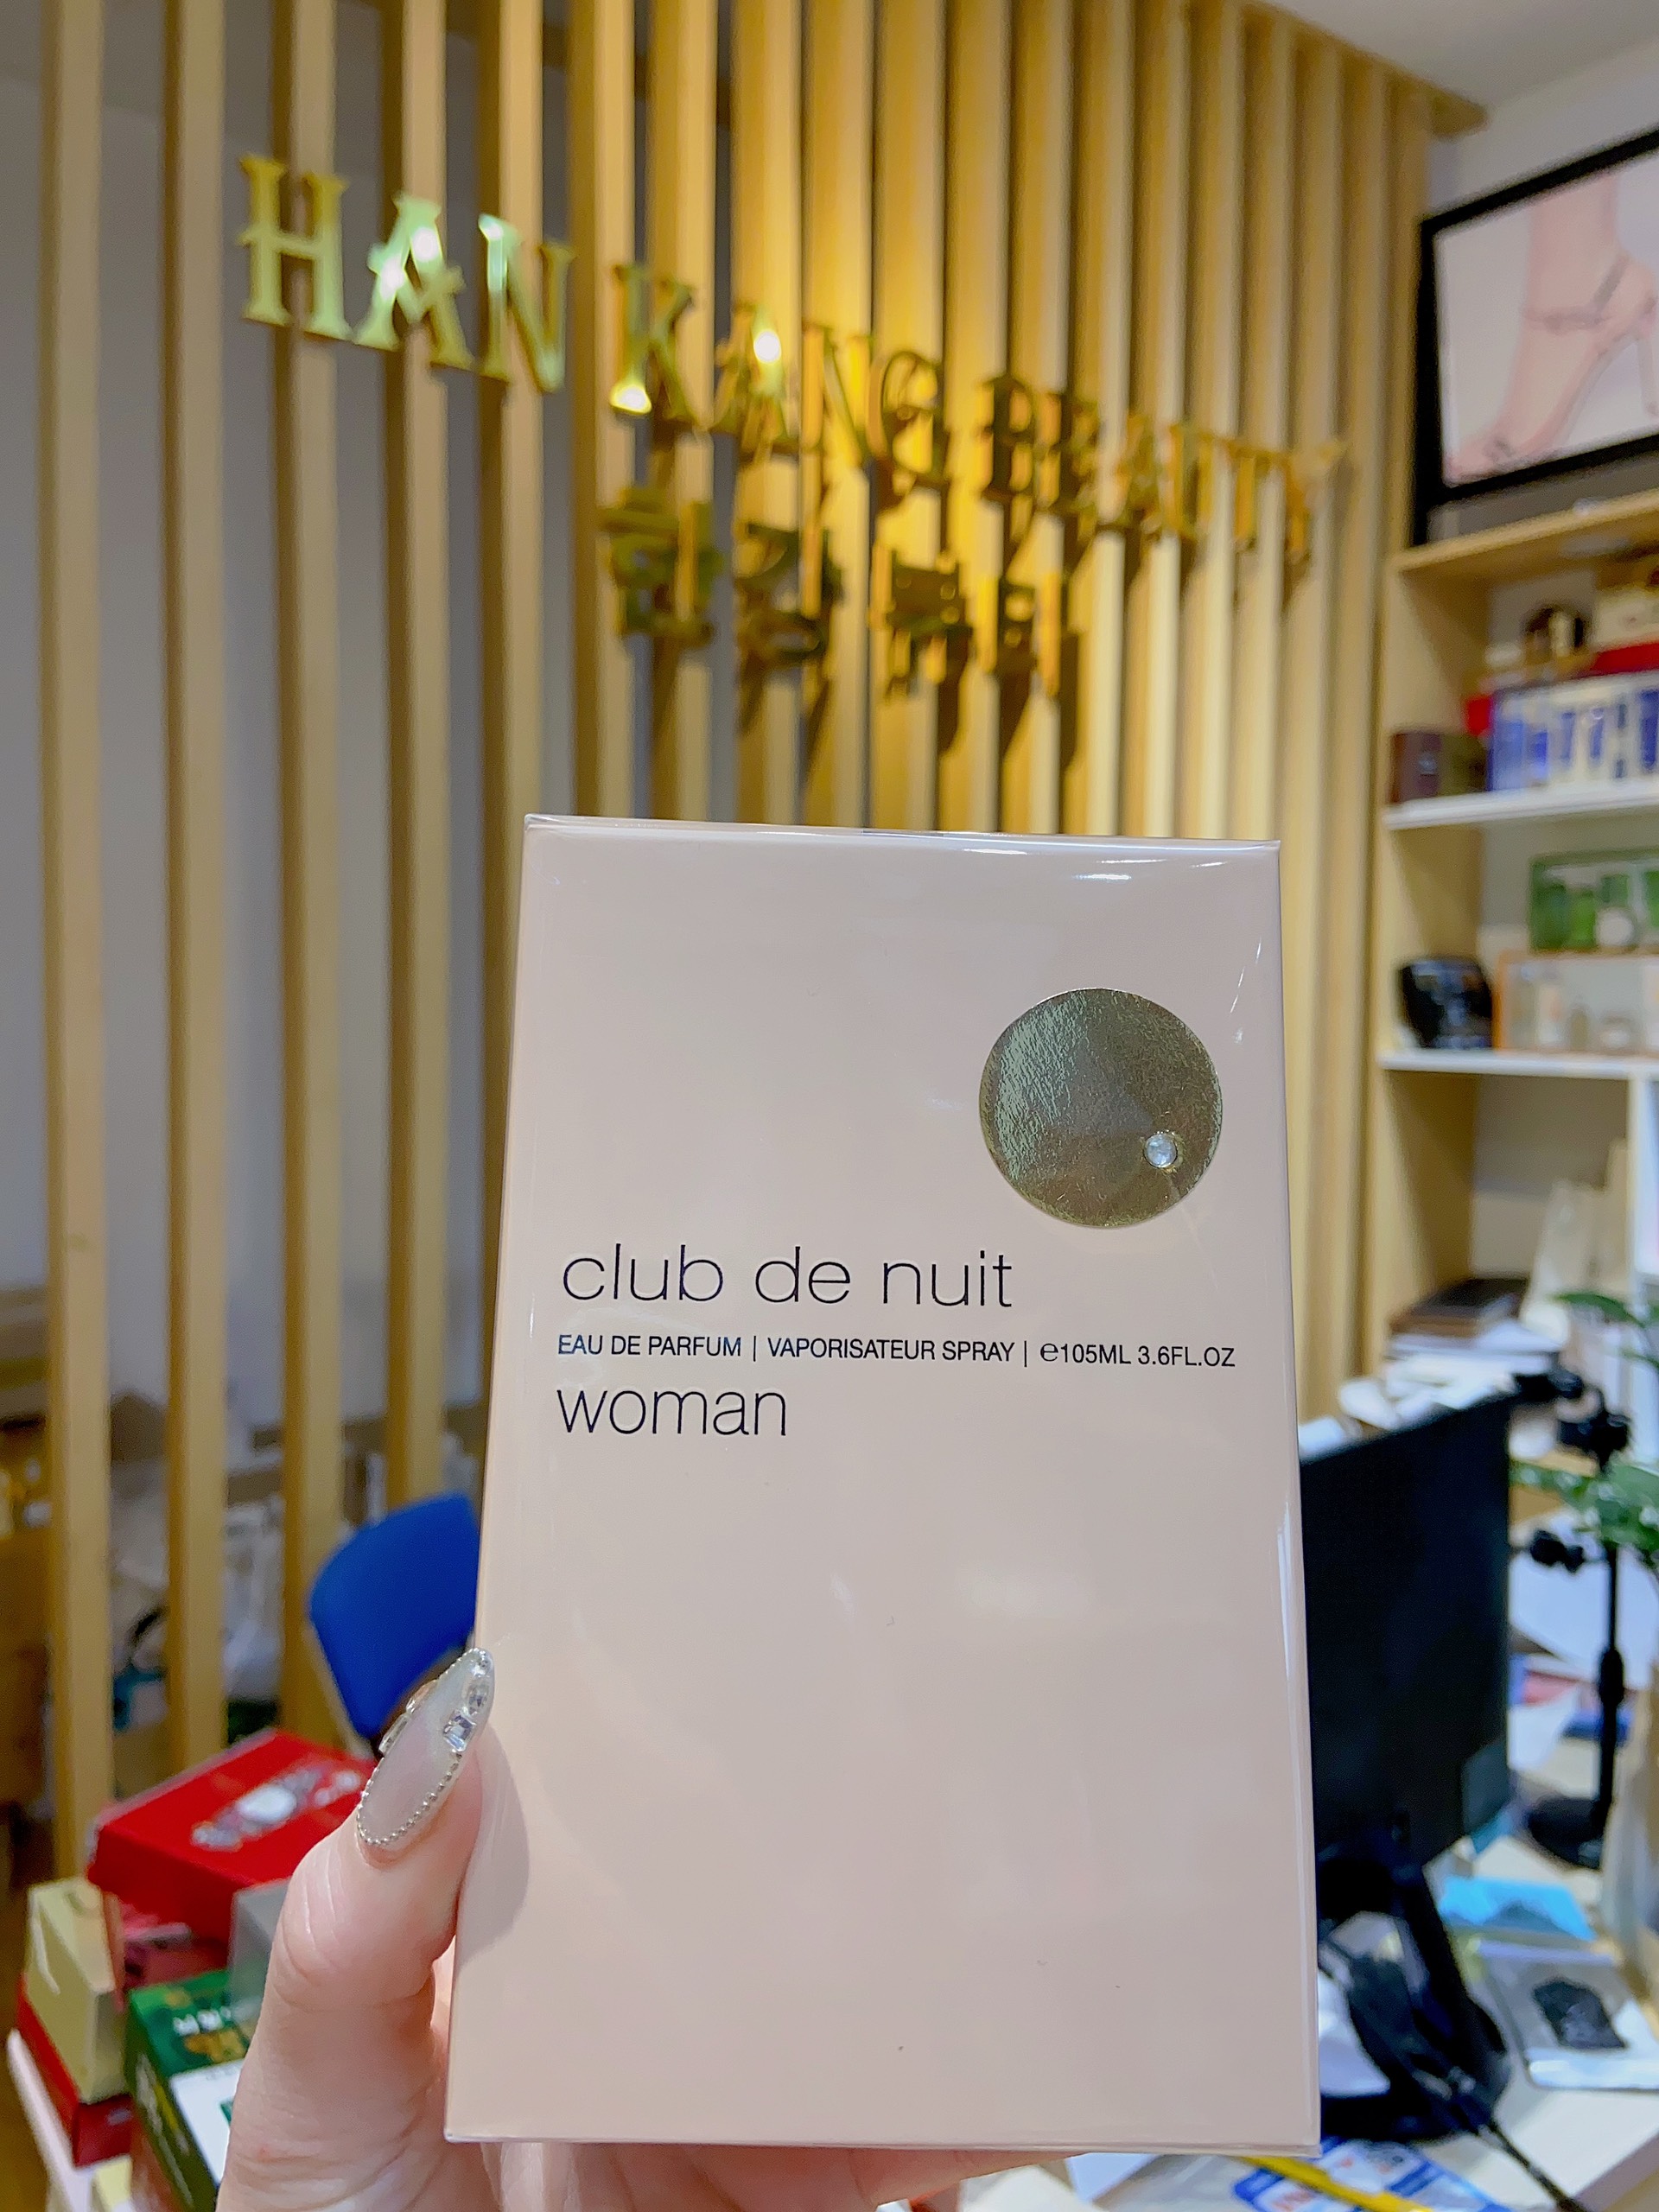 HAN KANG BEAUTY
club de nuit
EAU DE PARFUM | VAPORISATEUR SPRAY | ℮105ML 3.6FL.OZ
woman